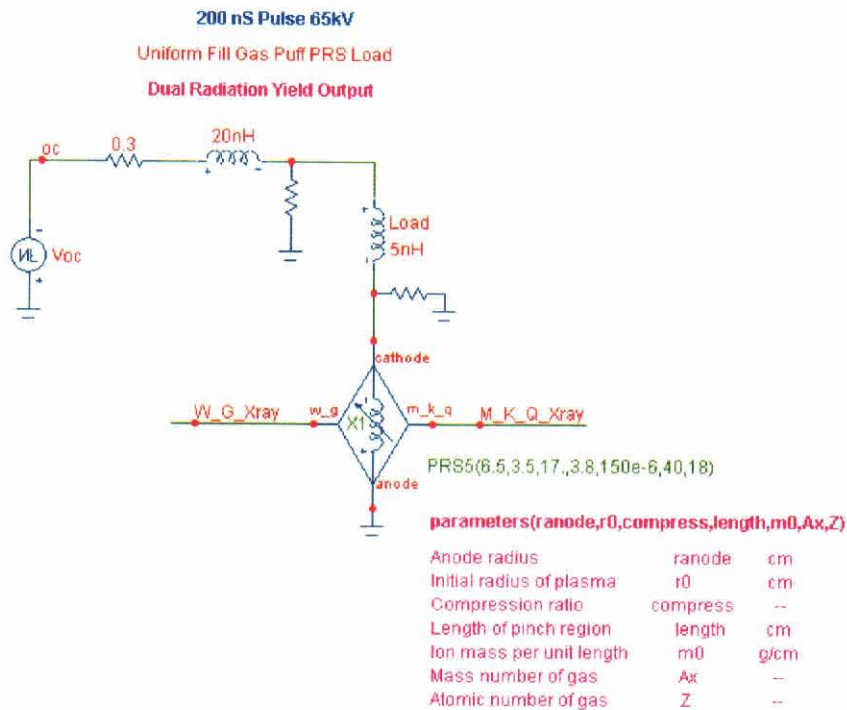 200 nS Pulse 65kV
Uniform Fill Gas Puff PRS Load
Dual Radiation Yield Output
oc
0.3
20nH
Load
5nH
Voc
cathode
W_G_Xray
w_g
X1
m_k_q
M_K_Q_Xray
PRS5(6.5,3.5,17.,3.8,150e-6,40,18)
anode
parameters(ranode,r0,compress,length,m0,Ax,Z)
Anode radius ranode cm
Initial radius of plasma r0 cm
Compression ratio compress --
Length of pinch region length cm
Ion mass per unit length m0 g/cm
Mass number of gas Ax --
Atomic number of gas Z --